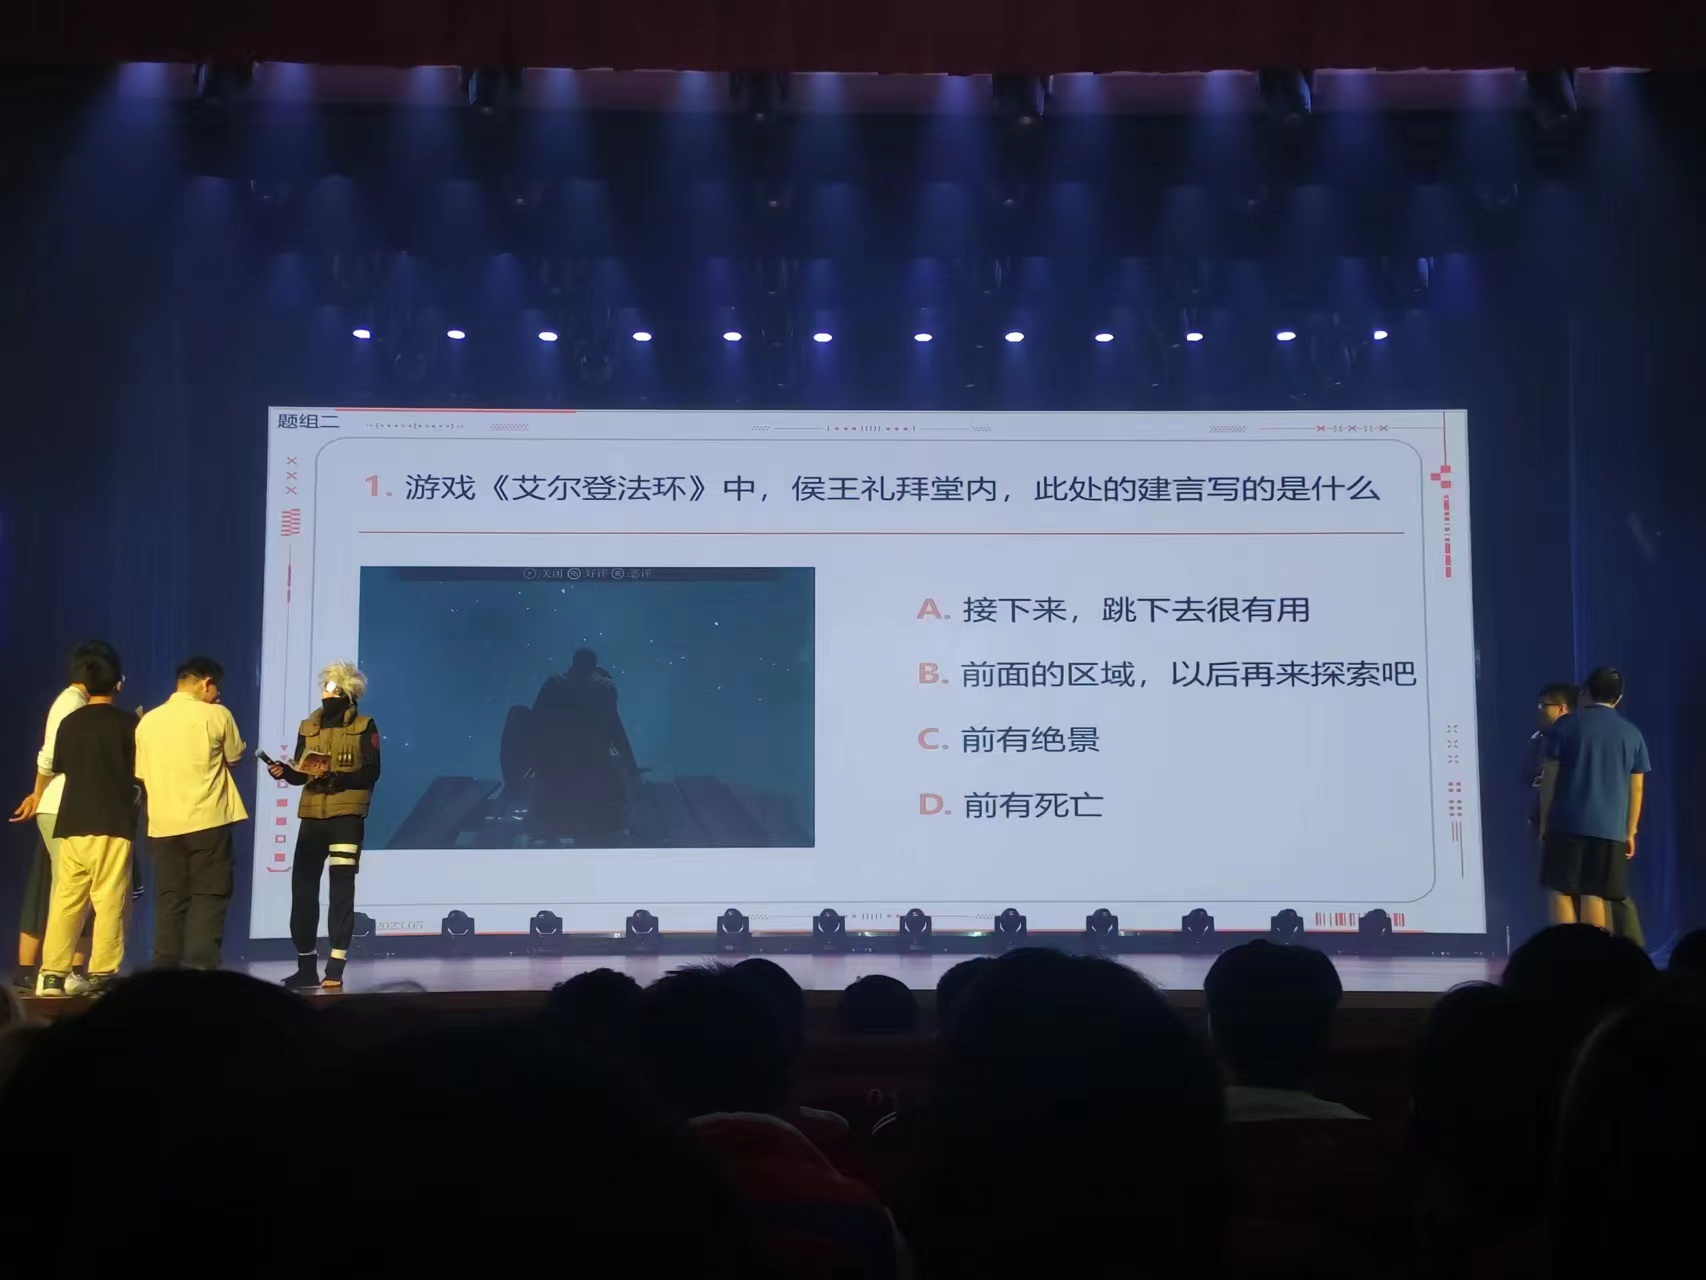 题组二
1. 游戏《艾尔登法环》中，侯王礼拜堂内，此处的建言写的是什么
关闭 好评 恶评
A. 接下来，跳下去很有用
B. 前面的区域，以后再来探索吧
C. 前有绝景
D. 前有死亡
2023.05